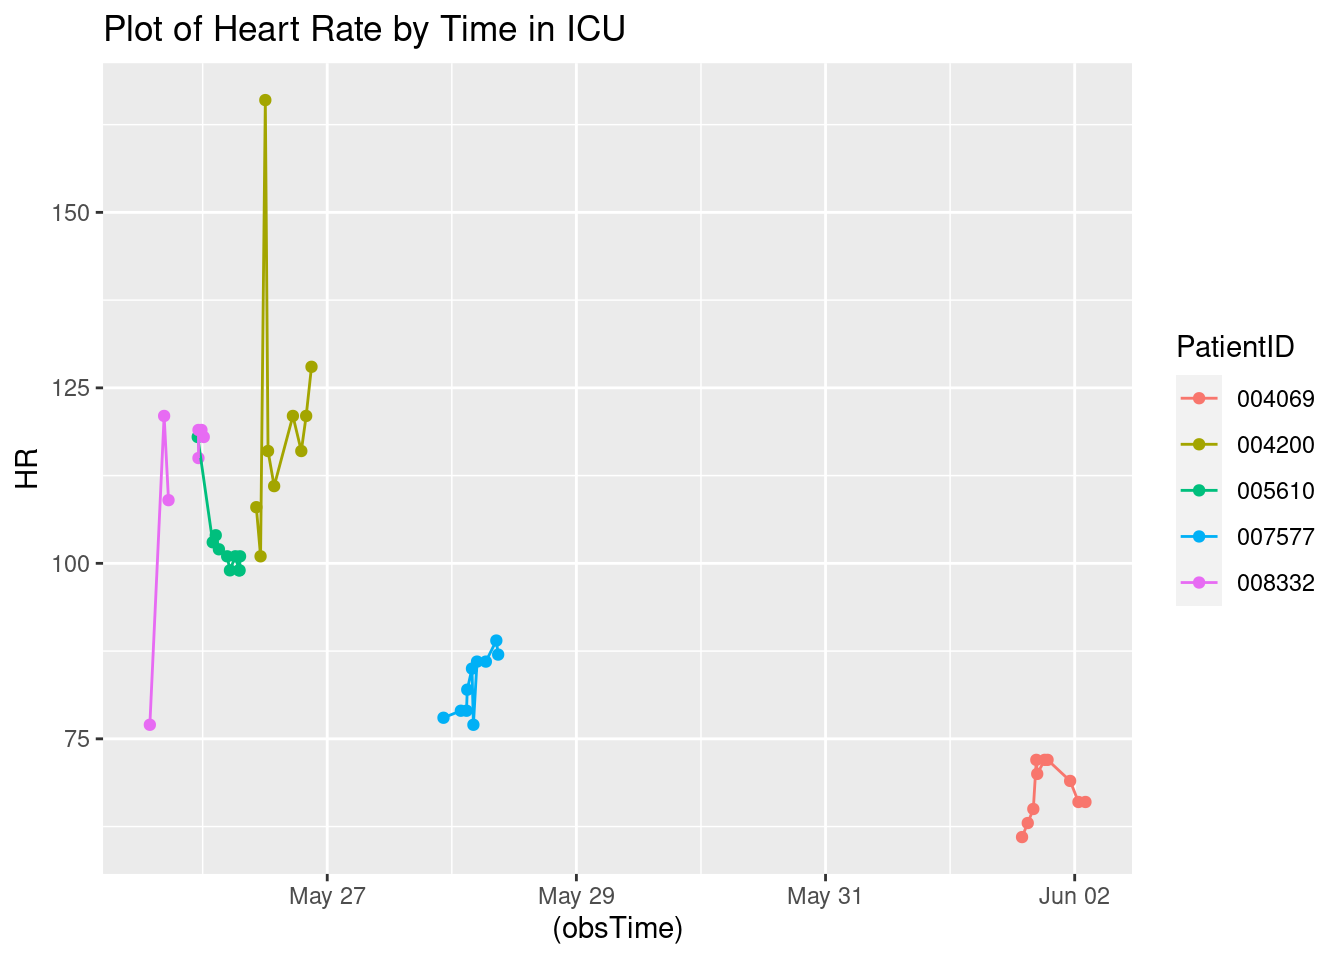 Plot of Heart Rate by Time in ICU
HR
150
125
100
75
May 27
May 29
May 31
Jun 02
(obsTime)
PatientID
004069
004200
005610
007577
008332